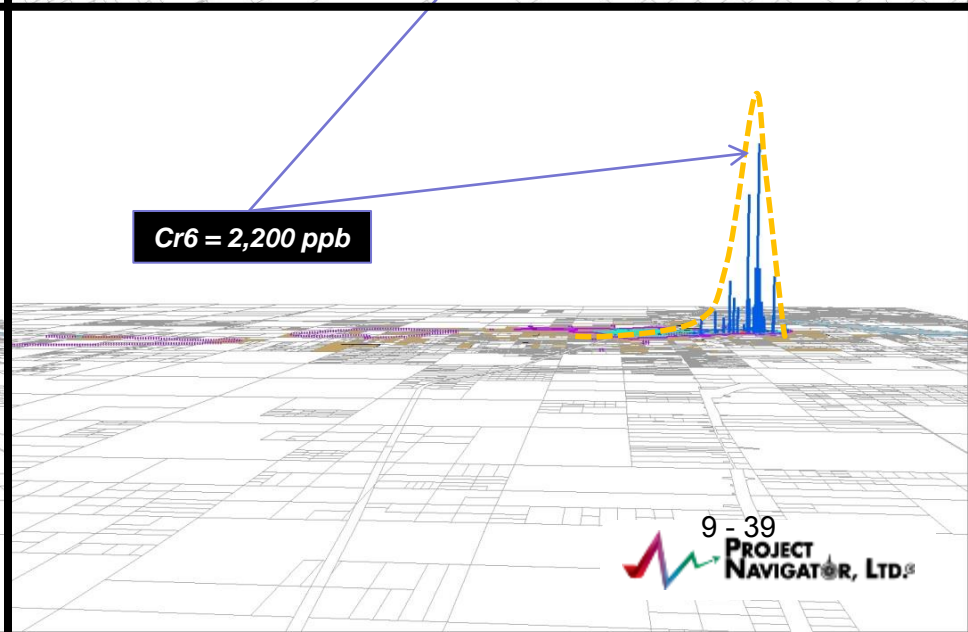 Cr6 = 2,200 ppb
9 - 39
PROJECT
NAVIGATOR, LTD.